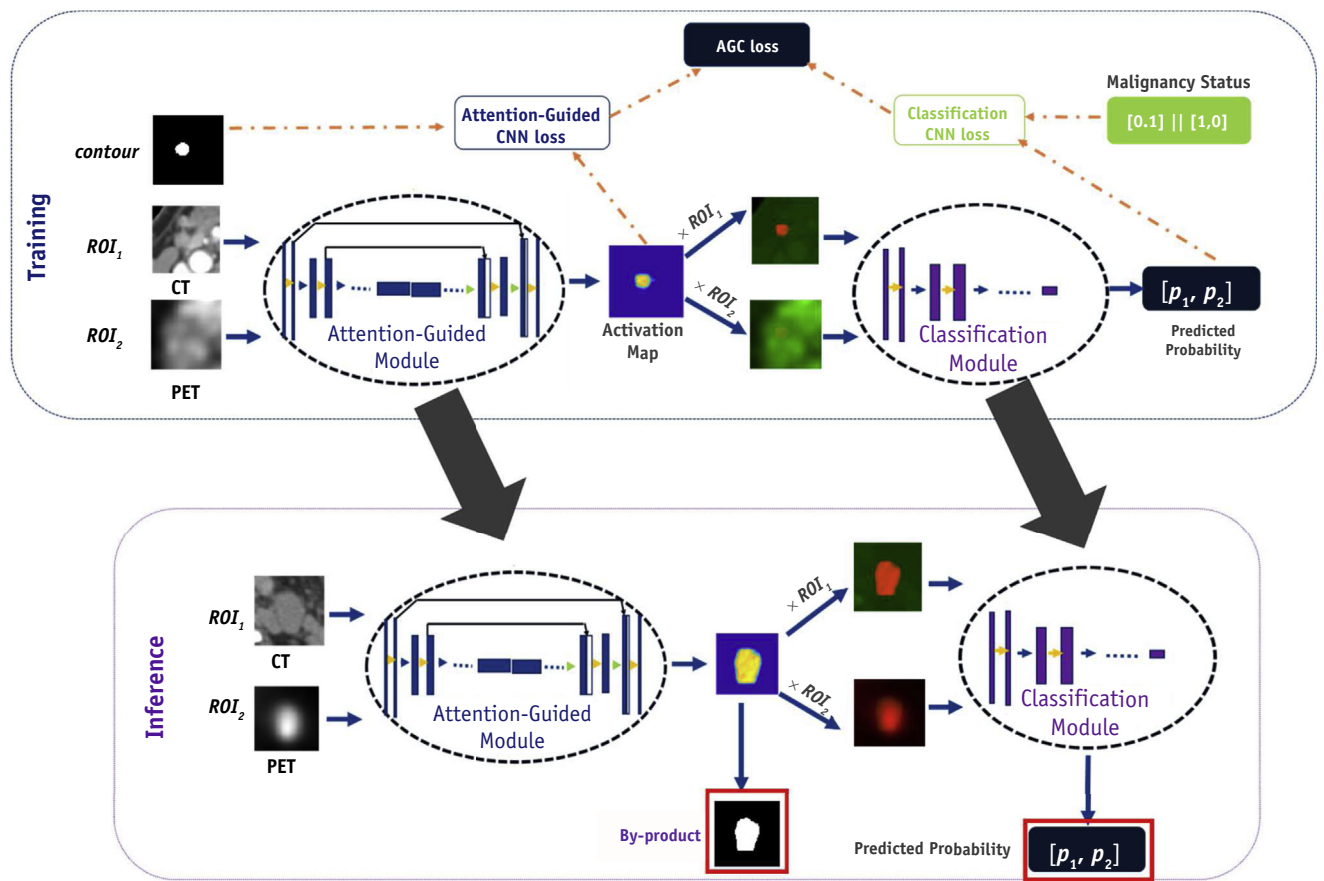 AGC loss
Malignancy Status
Attention-Guided
CNN loss
Classification
CNN loss
[0.1] || [1,0]
contour
Training
ROI₁
CT
ROI₂
PET
Attention-Guided
Module
Activation
Map
× ROI₁
× ROI₂
Classification
Module
[p₁, p₂]
Predicted
Probability
Inference
ROI₁
CT
ROI₂
PET
Attention-Guided
Module
× ROI₁
× ROI₂
Classification
Module
By-product
Predicted Probability
[p₁, p₂]